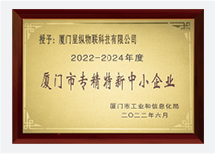 授予：厦门星纵物联科技有限公司
2022-2024年度
厦门市专精特新中小企业
厦门市工业和信息化局
二〇二二年六月